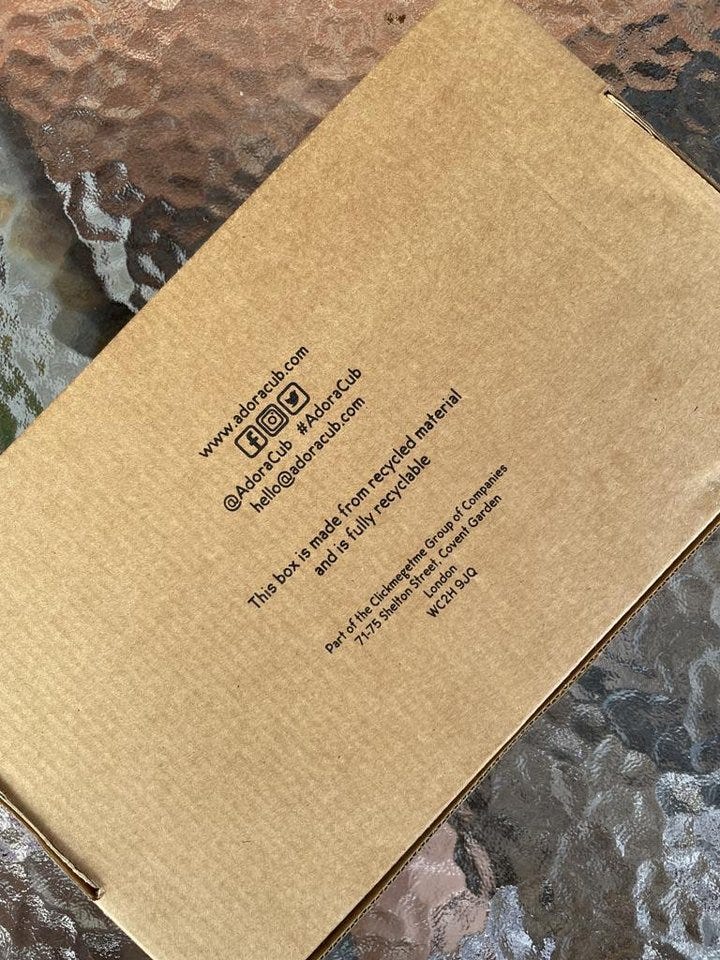 www.adoracub.com
@AdoraCub #AdoraCub
hello@adoracub.com
This box is made from recycled material
and is fully recyclable
Part of the Clickmegetme Group of Companies
71-75 Shelton Street, Covent Garden
London
WC2H 9JQ